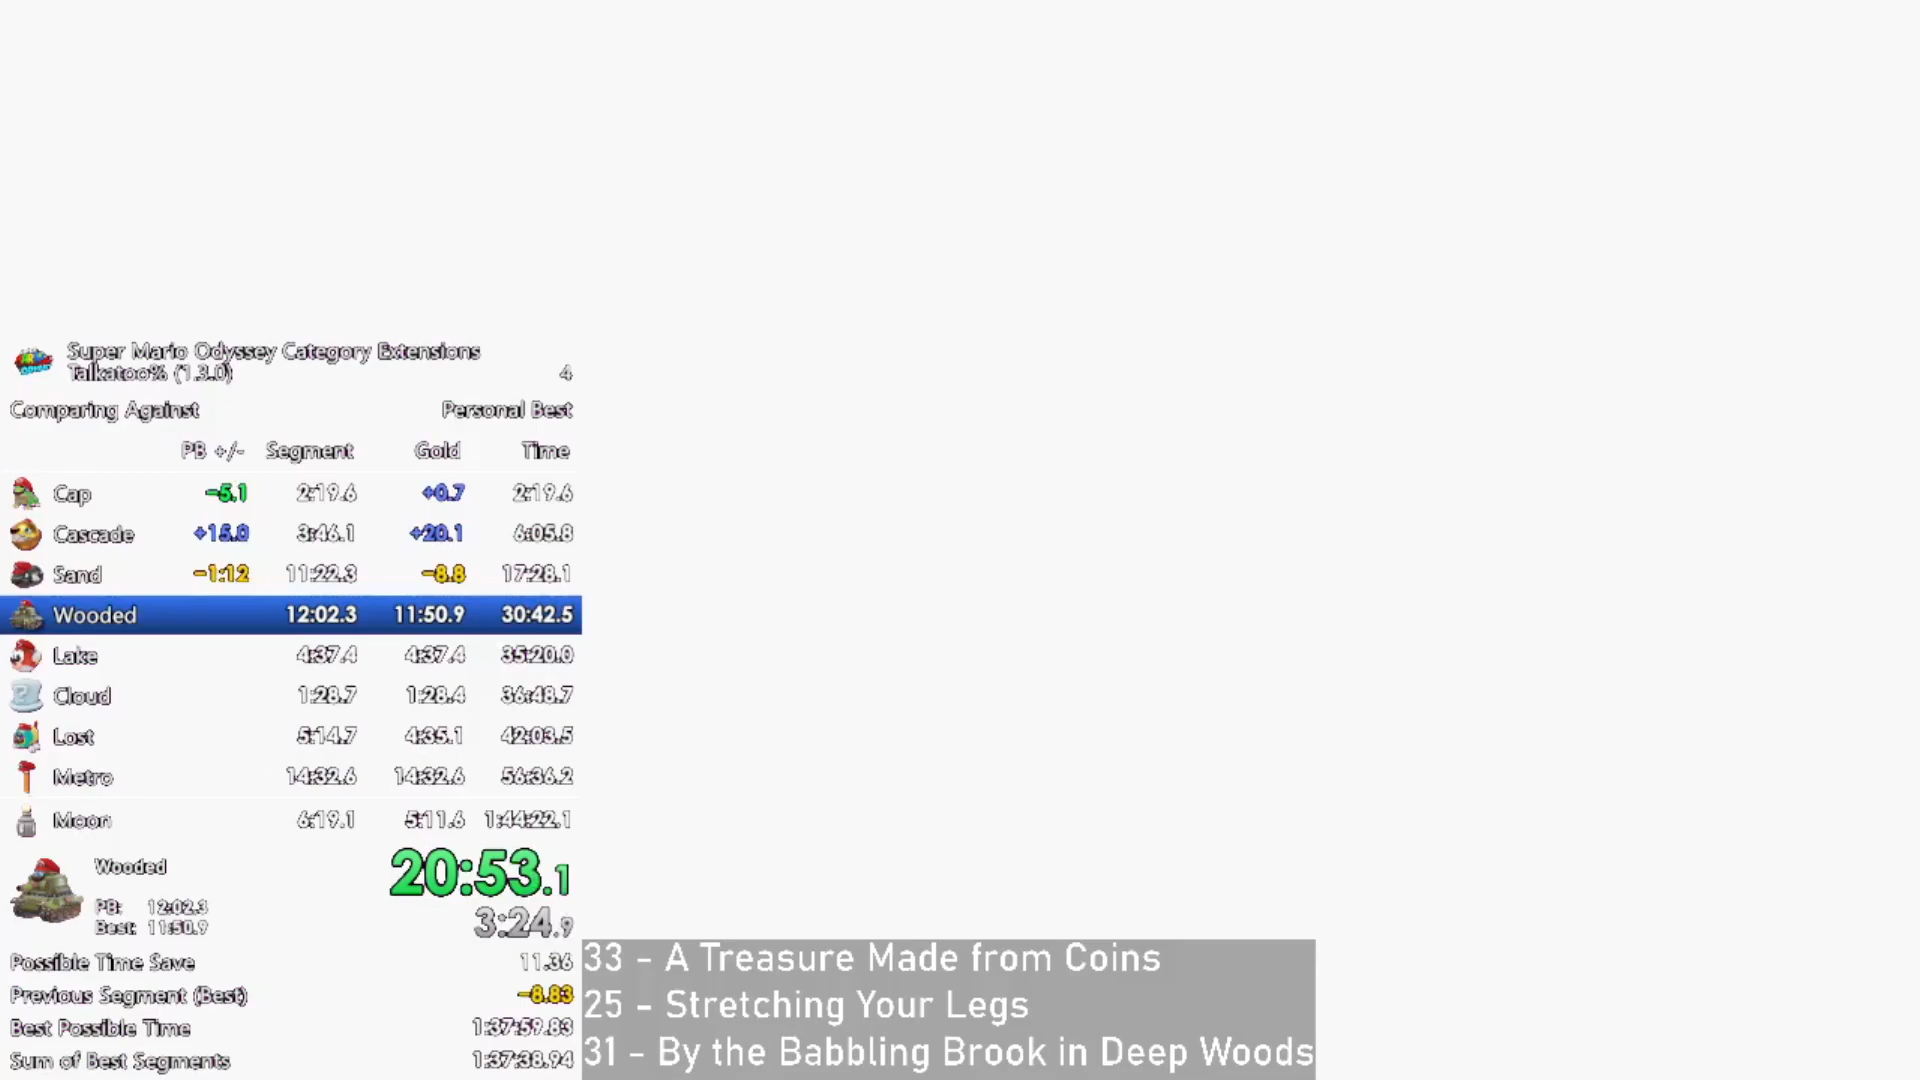 Super Mario Odyssey Category Extensions
Talkatoo% (1.3.0) 4
Comparing Against Personal Best
PB +/- Segment Gold Time
Cap -5.1 2:19.6 +0.7 2:19.6
Cascade +15.0 3:46.1 +20.1 6:05.8
Sand -1:12 11:22.3 -8.8 17:28.1
Wooded 12:02.3 11:50.9 30:42.5
Lake 4:37.4 4:37.4 35:20.0
Cloud 1:28.7 1:28.4 36:48.7
Lost 5:14.7 4:35.1 42:03.5
Metro 14:32.6 14:32.6 56:36.2
Moon 6:19.1 5:11.6 1:44:22.1
Wooded 20:53.1
PB: 12:02.3 3:24.9
Best: 11:50.9
Possible Time Save 11.36
Previous Segment (Best) -8.83
Best Possible Time 1:37:59.83
Sum of Best Segments 1:37:38.94
33 - A Treasure Made from Coins
25 - Stretching Your Legs
31 - By the Babbling Brook in Deep Woods